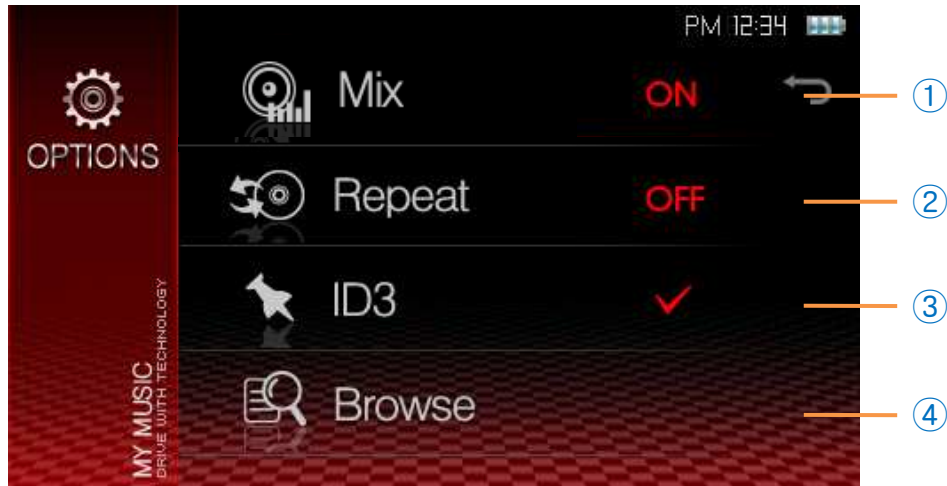 PM 12:34
OPTIONS
Mix ON ①
Repeat OFF ②
ID3 ③
Browse ④
MY MUSIC
DRIVE WITH TECHNOLOGY